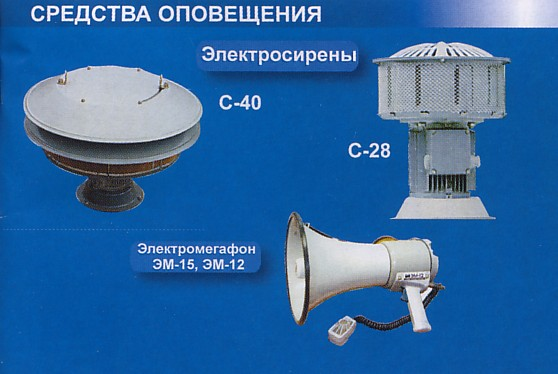 СРЕДСТВА ОПОВЕЩЕНИЯ
Электросирены
С-40
С-28
Электромегафон
ЭМ-15, ЭМ-12